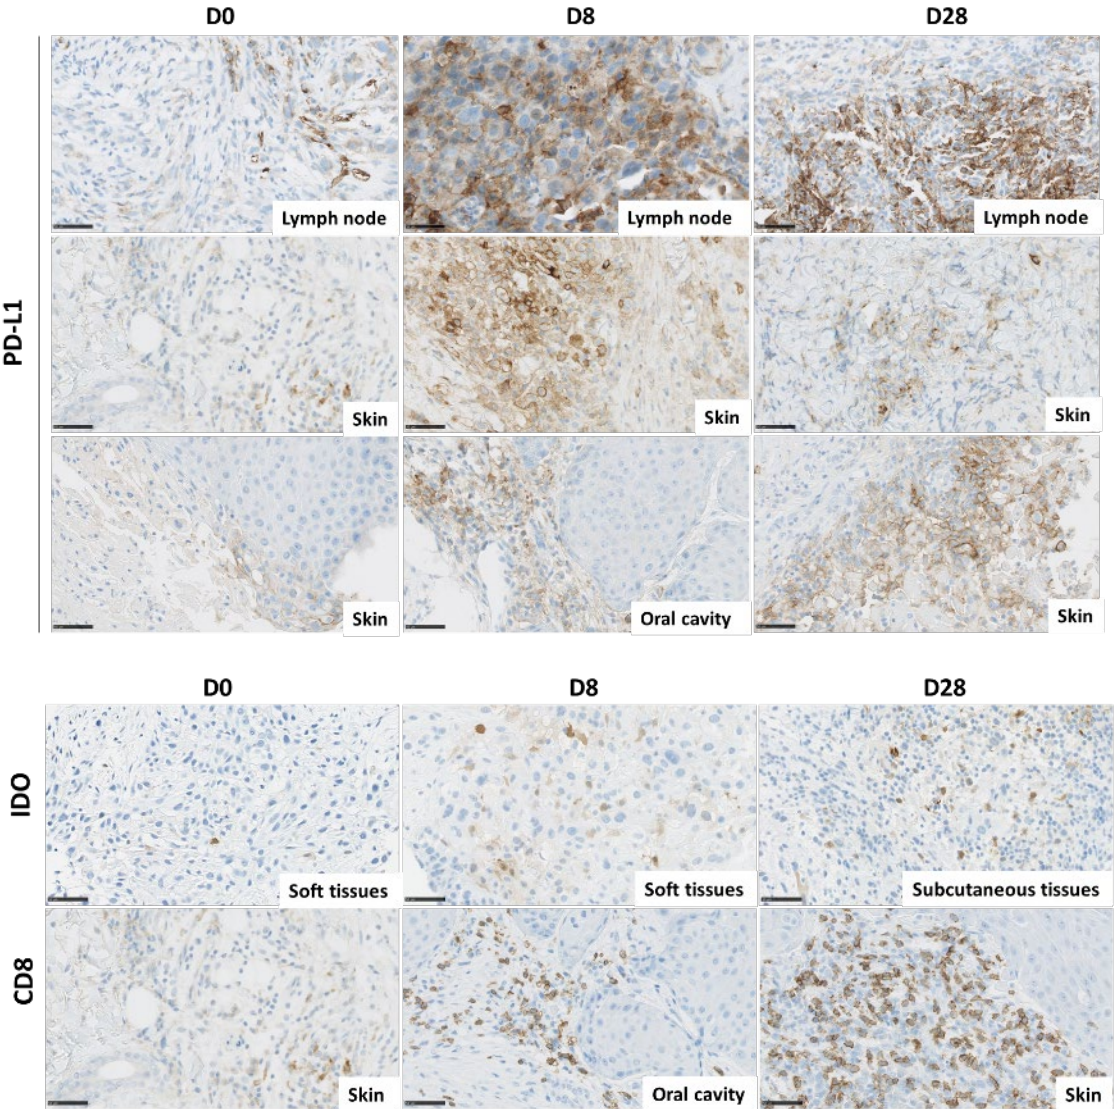 D0 D8 D28
PD-L1
Lymph node Lymph node Lymph node
Skin Skin Skin
Skin Oral cavity Skin
D0 D8 D28
IDO
Soft tissues Soft tissues Subcutaneous tissues
CD8
Skin Oral cavity Skin